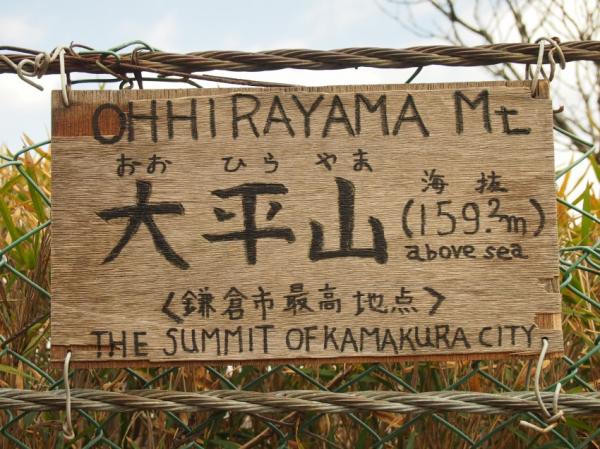 OHHIRAYAMA Mt
おお ひら やま
大平山
海抜
(159.2m)
above sea
〈鎌倉市最高地点〉
THE SUMMIT OF KAMAKURA CITY